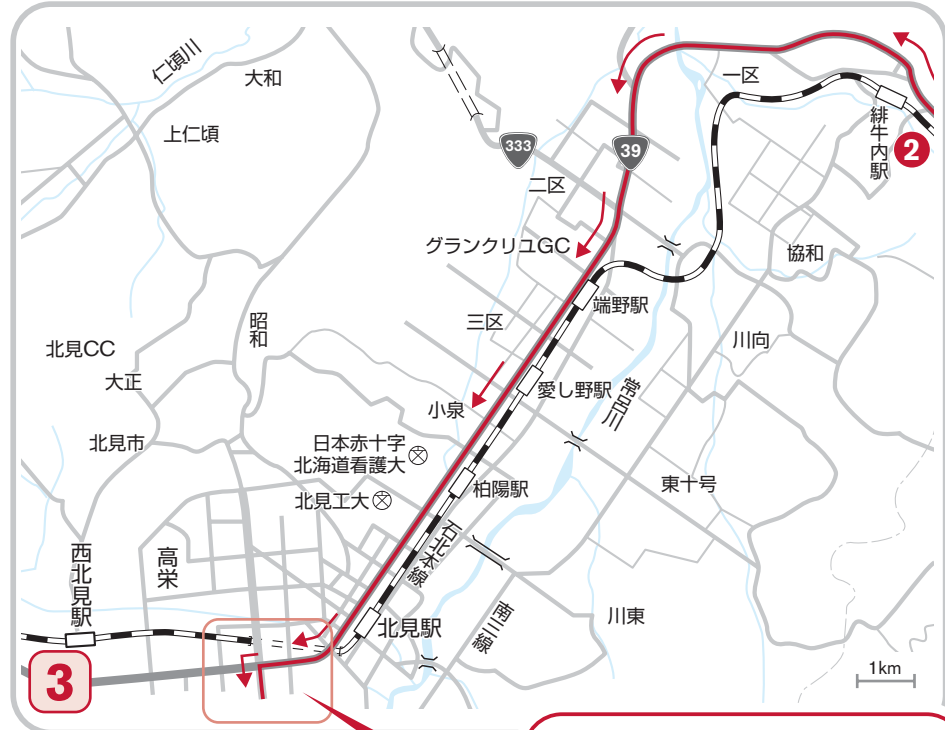 仁頃川
大和
上仁頃
一区
緋牛内駅
2
333
39
二区
グランクリユGC
協和
端野駅
三区
昭和
川向
北見CC
大正
愛し野駅
常呂川
小泉
北見市
日本赤十字
北海道看護大
東十号
北見工大
柏陽駅
石北本線
西北見駅
高栄
南三線
川東
北見駅
3
1km